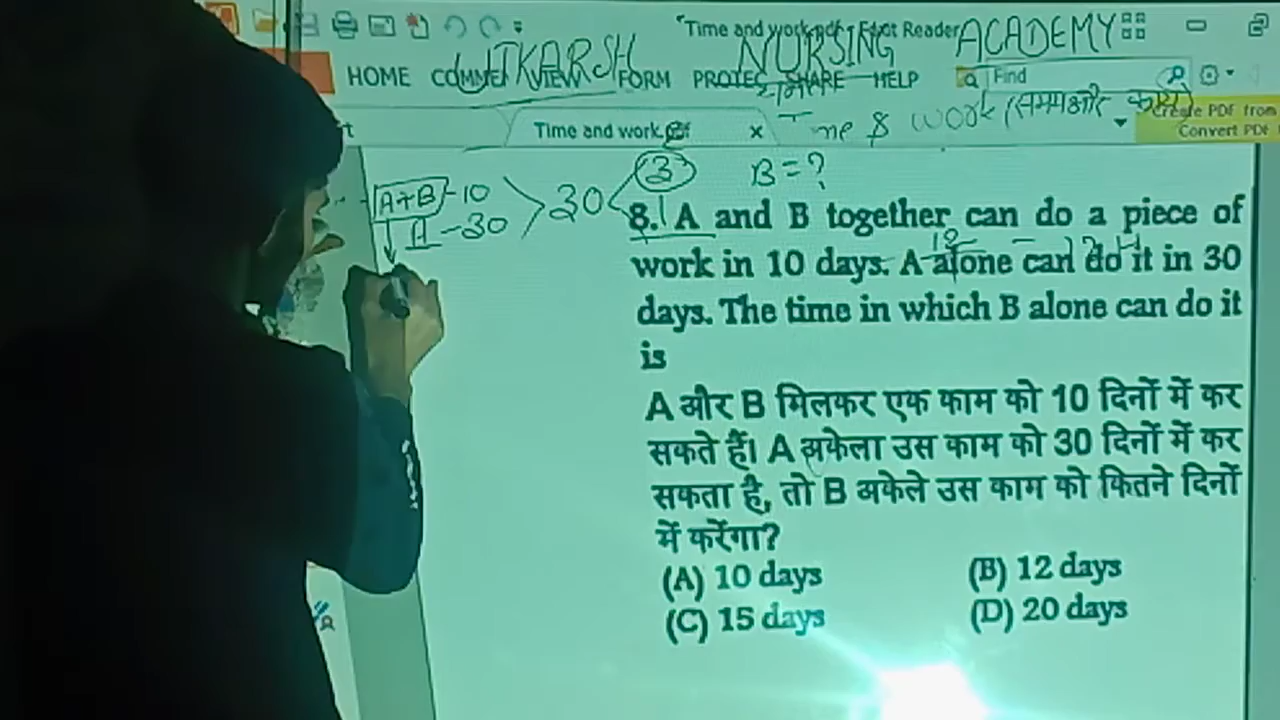 "Time and work.pdf - Foxit Reader
UTKARSH NURSING ACADEMY
HOME COMMENT VIEW FORM PROTECT SHARE HELP Find
Time & work (समय और कार्य)
Create PDF from
Convert PDF
Time and work.pdf x
A+B - 10
A - 30
30
3
1
B = ?
8. A and B together can do a piece of
work in 10 days. A alone can do it in 30
days. The time in which B alone can do it
is
A और B मिलकर एक काम को 10 दिनों में कर
सकते हैं। A अकेला उस काम को 30 दिनों में कर
सकता है, तो B अकेले उस काम को कितने दिनों
में करेंगा?
(A) 10 days (B) 12 days
(C) 15 days (D) 20 days